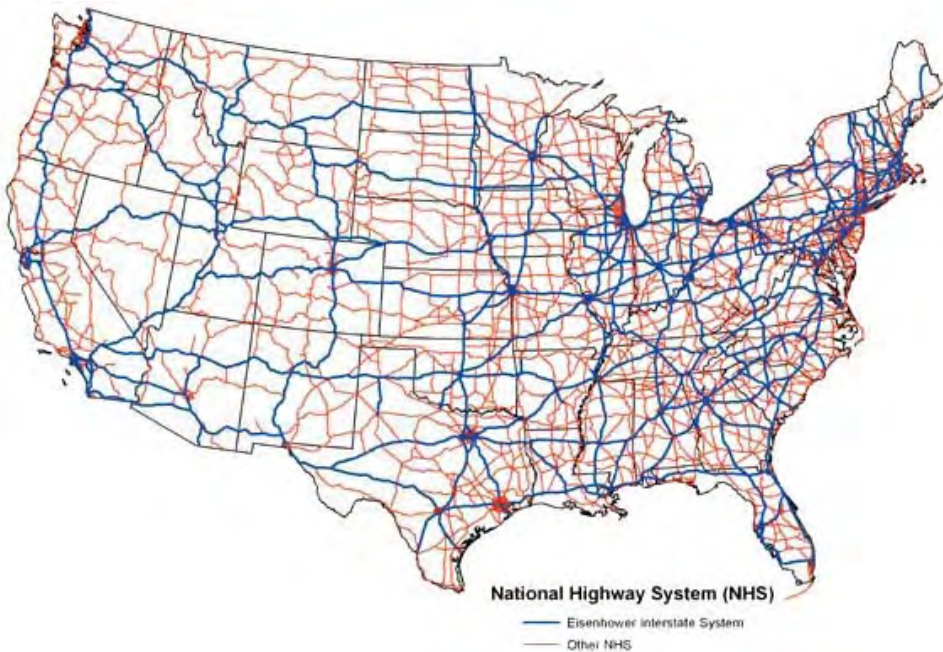 National Highway System (NHS)
Eisenhower Interstate System
Other NHS